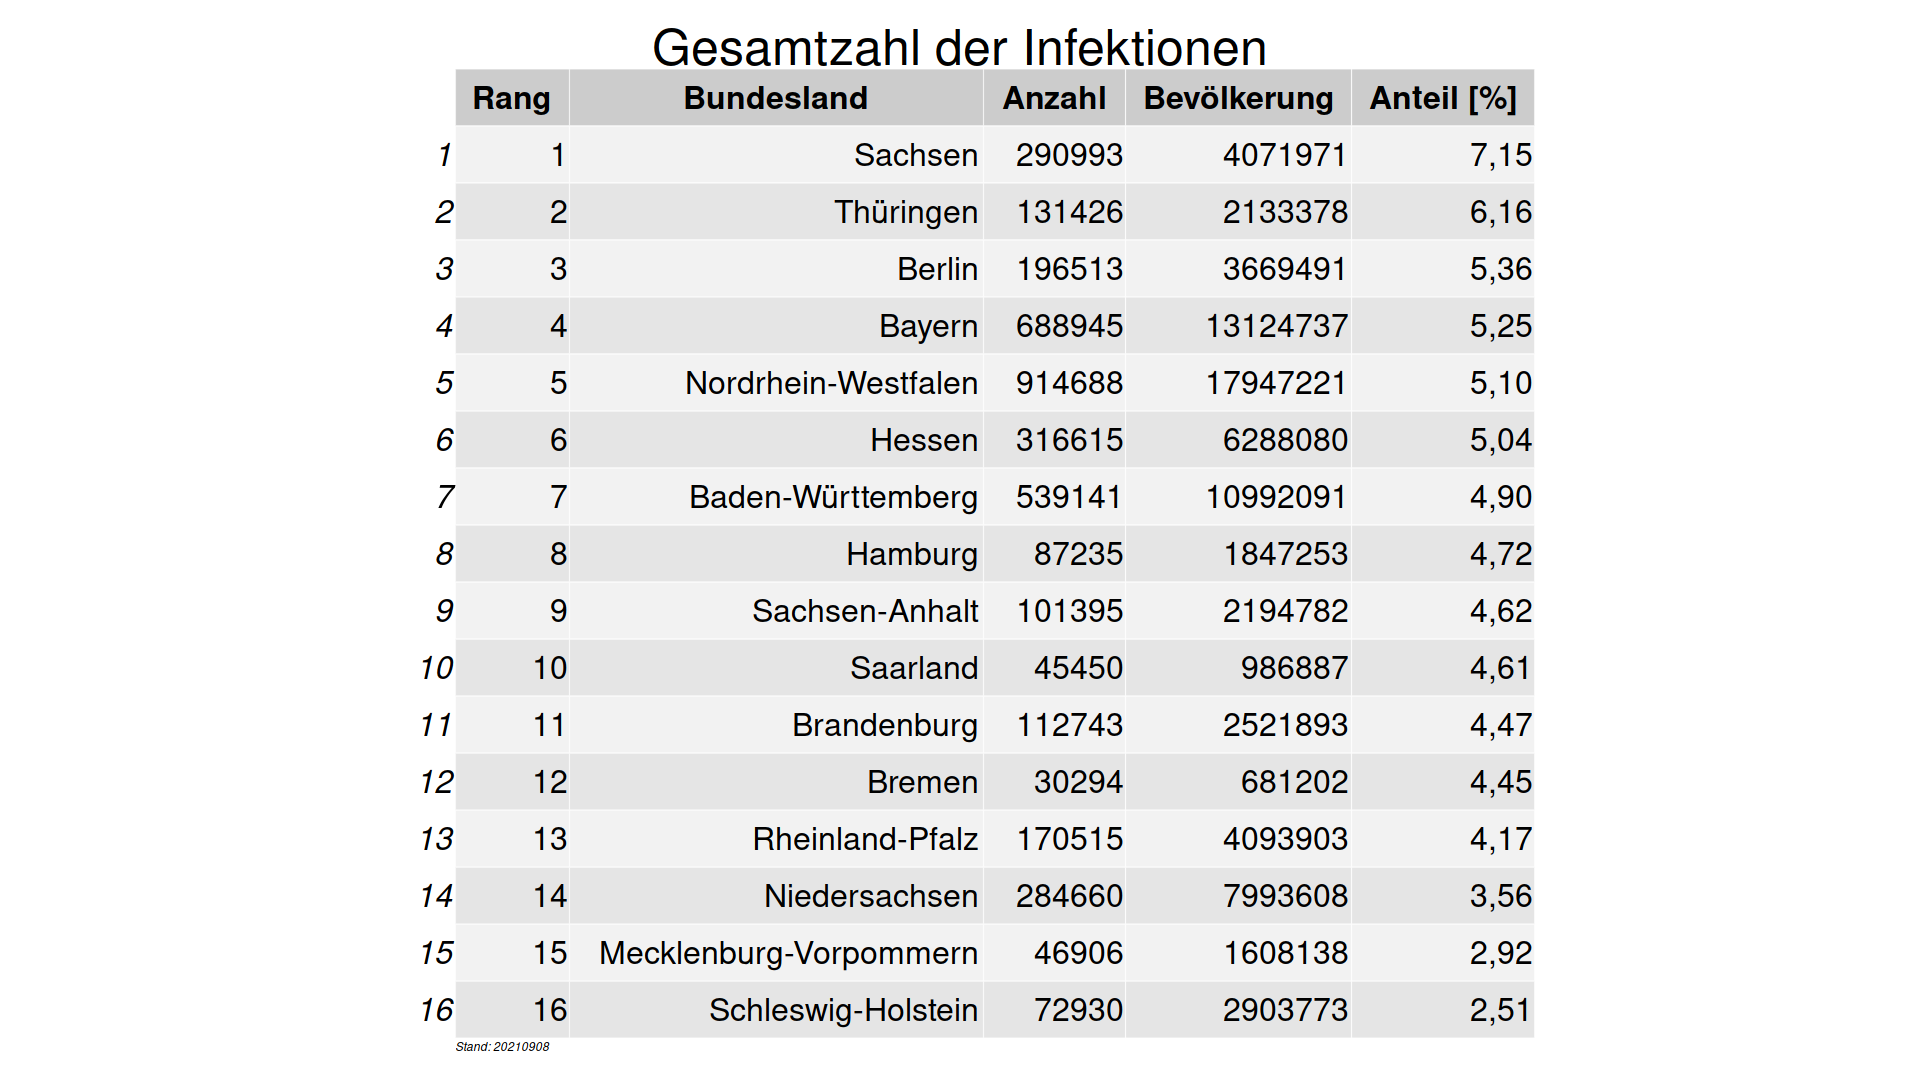 Gesamtzahl der Infektionen
Rang Bundesland Anzahl Bevölkerung Anteil [%]
1 1 Sachsen 290993 4071971 7,15
2 2 Thüringen 131426 2133378 6,16
3 3 Berlin 196513 3669491 5,36
4 4 Bayern 688945 13124737 5,25
5 5 Nordrhein-Westfalen 914688 17947221 5,10
6 6 Hessen 316615 6288080 5,04
7 7 Baden-Württemberg 539141 10992091 4,90
8 8 Hamburg 87235 1847253 4,72
9 9 Sachsen-Anhalt 101395 2194782 4,62
10 10 Saarland 45450 986887 4,61
11 11 Brandenburg 112743 2521893 4,47
12 12 Bremen 30294 681202 4,45
13 13 Rheinland-Pfalz 170515 4093903 4,17
14 14 Niedersachsen 284660 7993608 3,56
15 15 Mecklenburg-Vorpommern 46906 1608138 2,92
16 16 Schleswig-Holstein 72930 2903773 2,51
Stand: 20210908